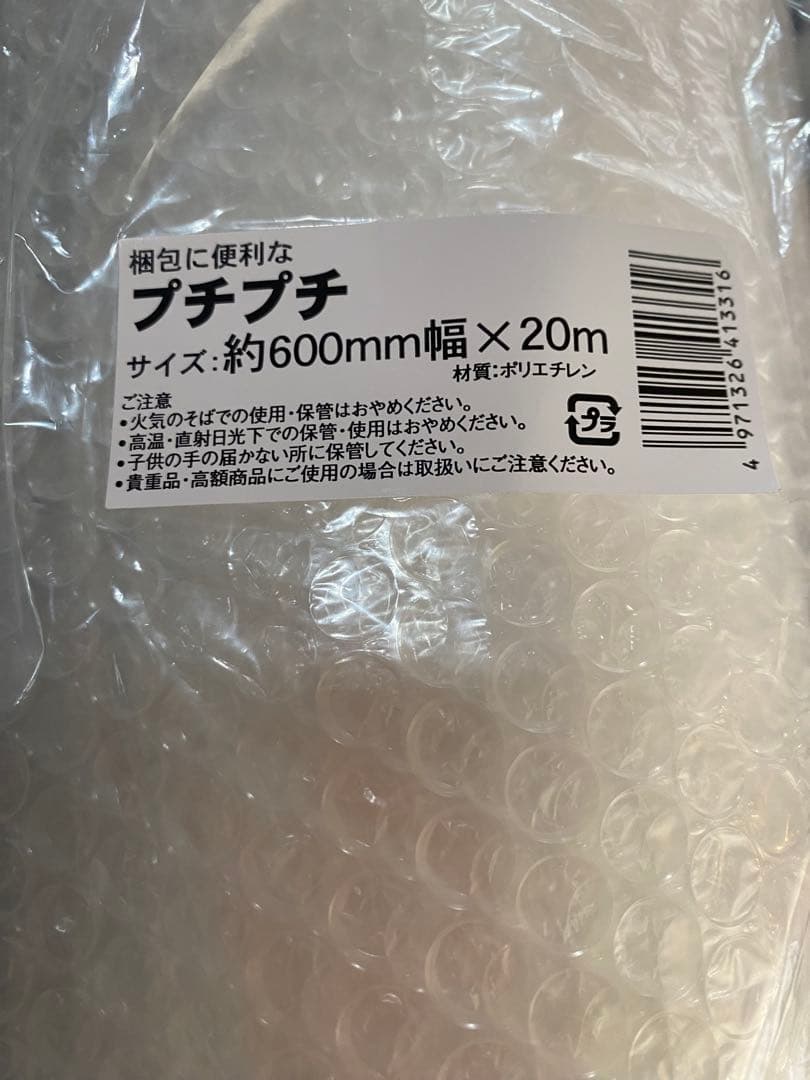 梱包に便利な
プチプチ
サイズ:約600mm幅×20m
材質:ポリエチレン
ご注意
•火気のそばでの使用・保管はおやめください。
•高温・直射日光下での保管・使用はおやめください。
•子供の手の届かない所に保管してください。
•貴重品・高額商品にご使用の場合は取扱いにご注意ください。
プラ
4 971326 413316